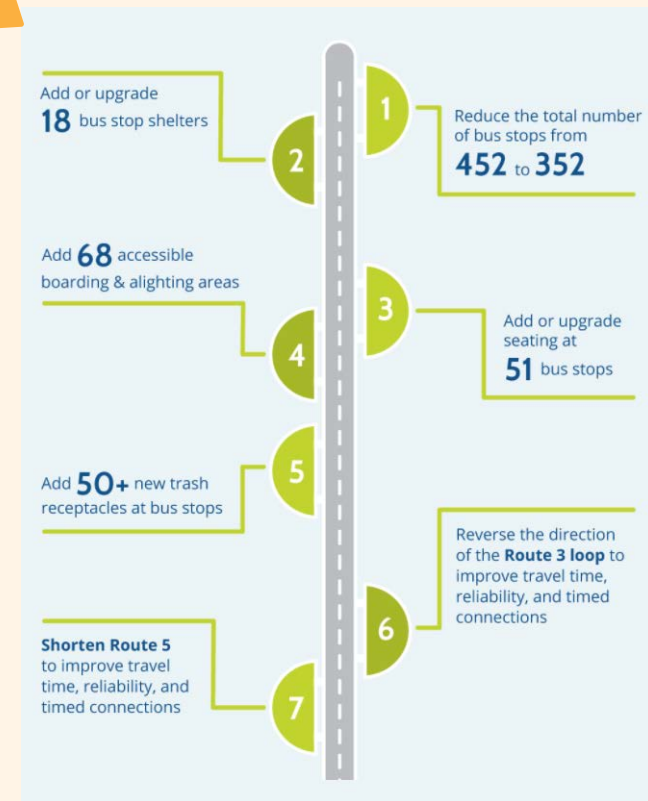 1
Reduce the total number
of bus stops from
452 to 352
Add or upgrade
18 bus stop shelters
2
3
Add or upgrade
seating at
51 bus stops
Add 68 accessible
boarding & alighting areas
4
5
Add 50+ new trash
receptacles at bus stops
6
Reverse the direction
of the Route 3 loop to
improve travel time,
reliability, and timed
connections
Shorten Route 5
to improve travel
time, reliability, and
timed connections
7